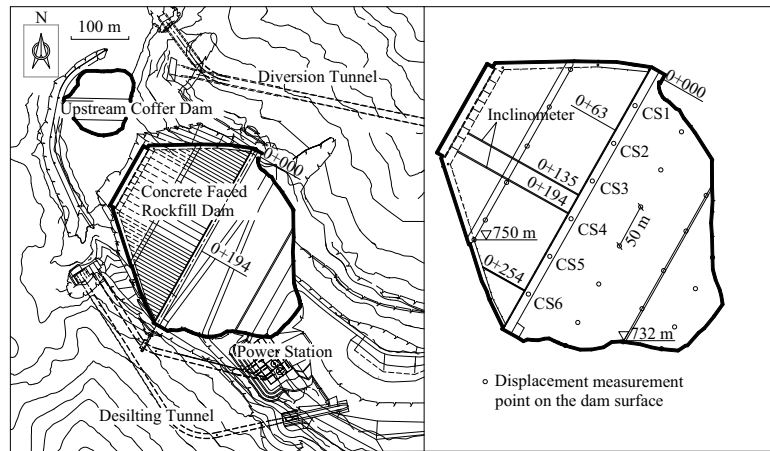 N
100 m
Diversion Tunnel
Upstream Coffer Dam
0+000
Concrete Faced
Rockfill Dam
0+194
Power Station
Desilting Tunnel
0+000
CS1
0+63
Inclinometer
CS2
0+135
CS3
0+194
CS4
50 m
750 m
CS5
0+254
CS6
732 m
Displacement measurement
point on the dam surface